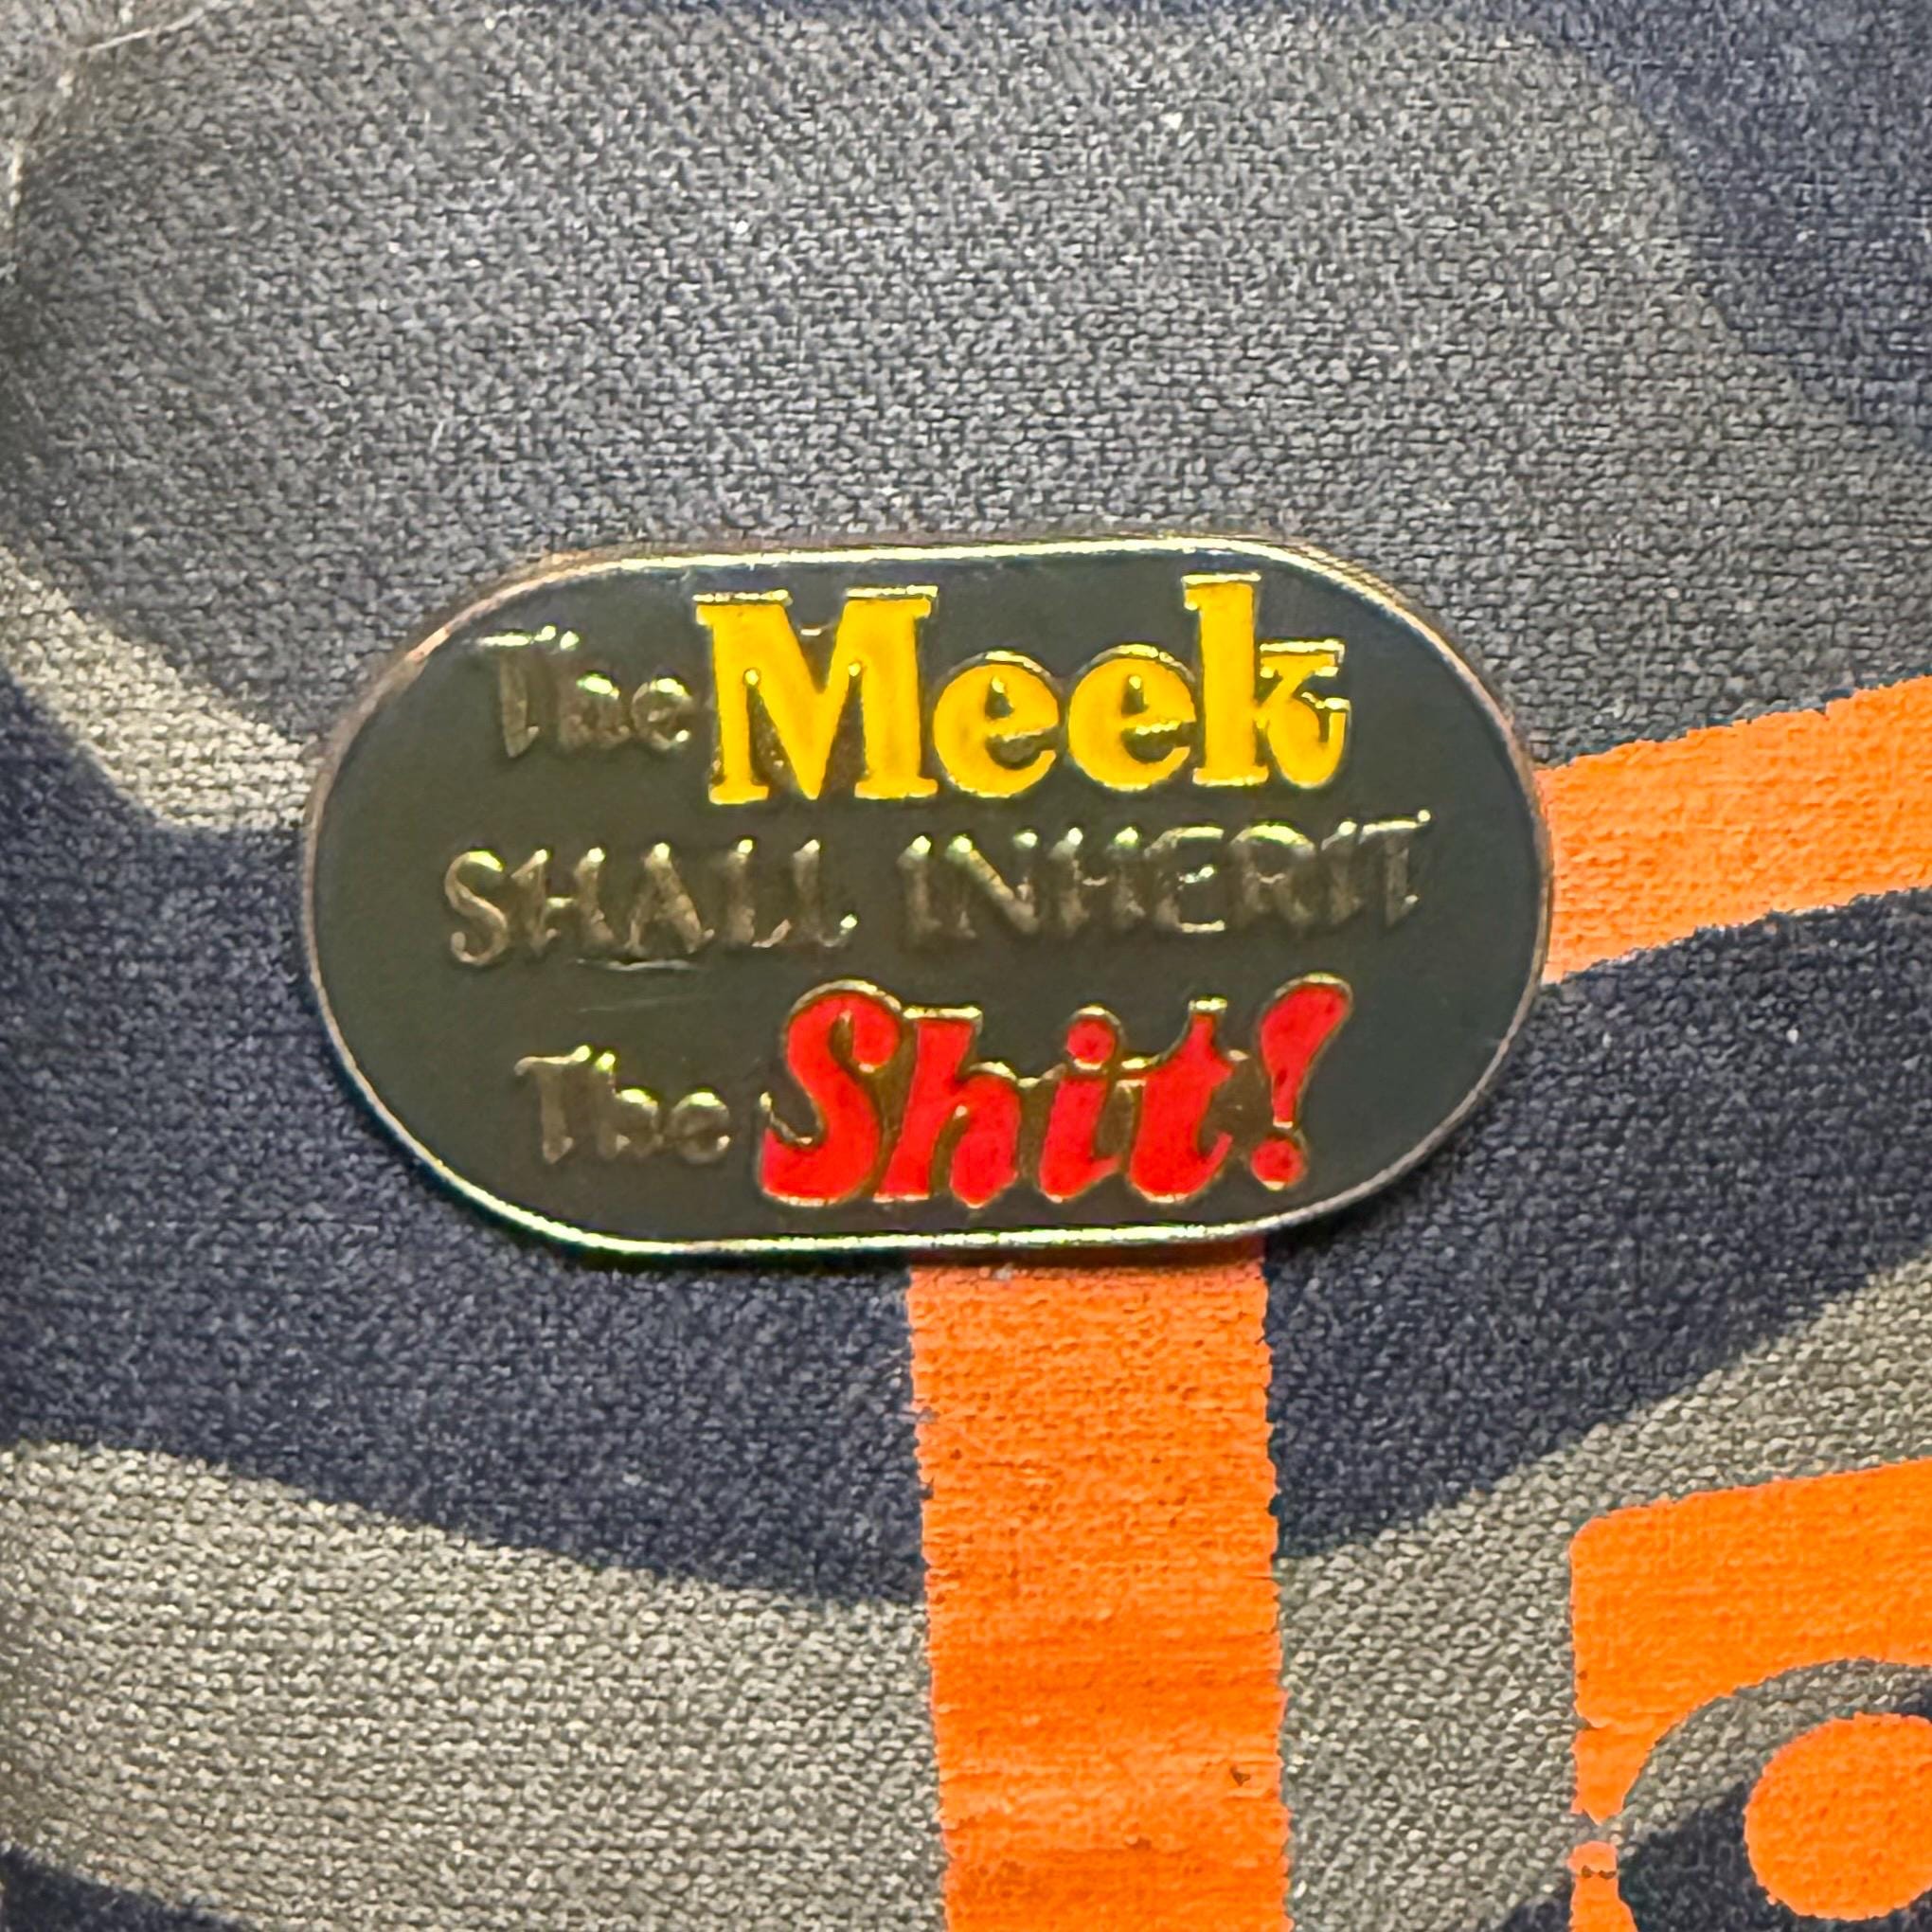 The Meek
SHALL INHERIT
The Shit!